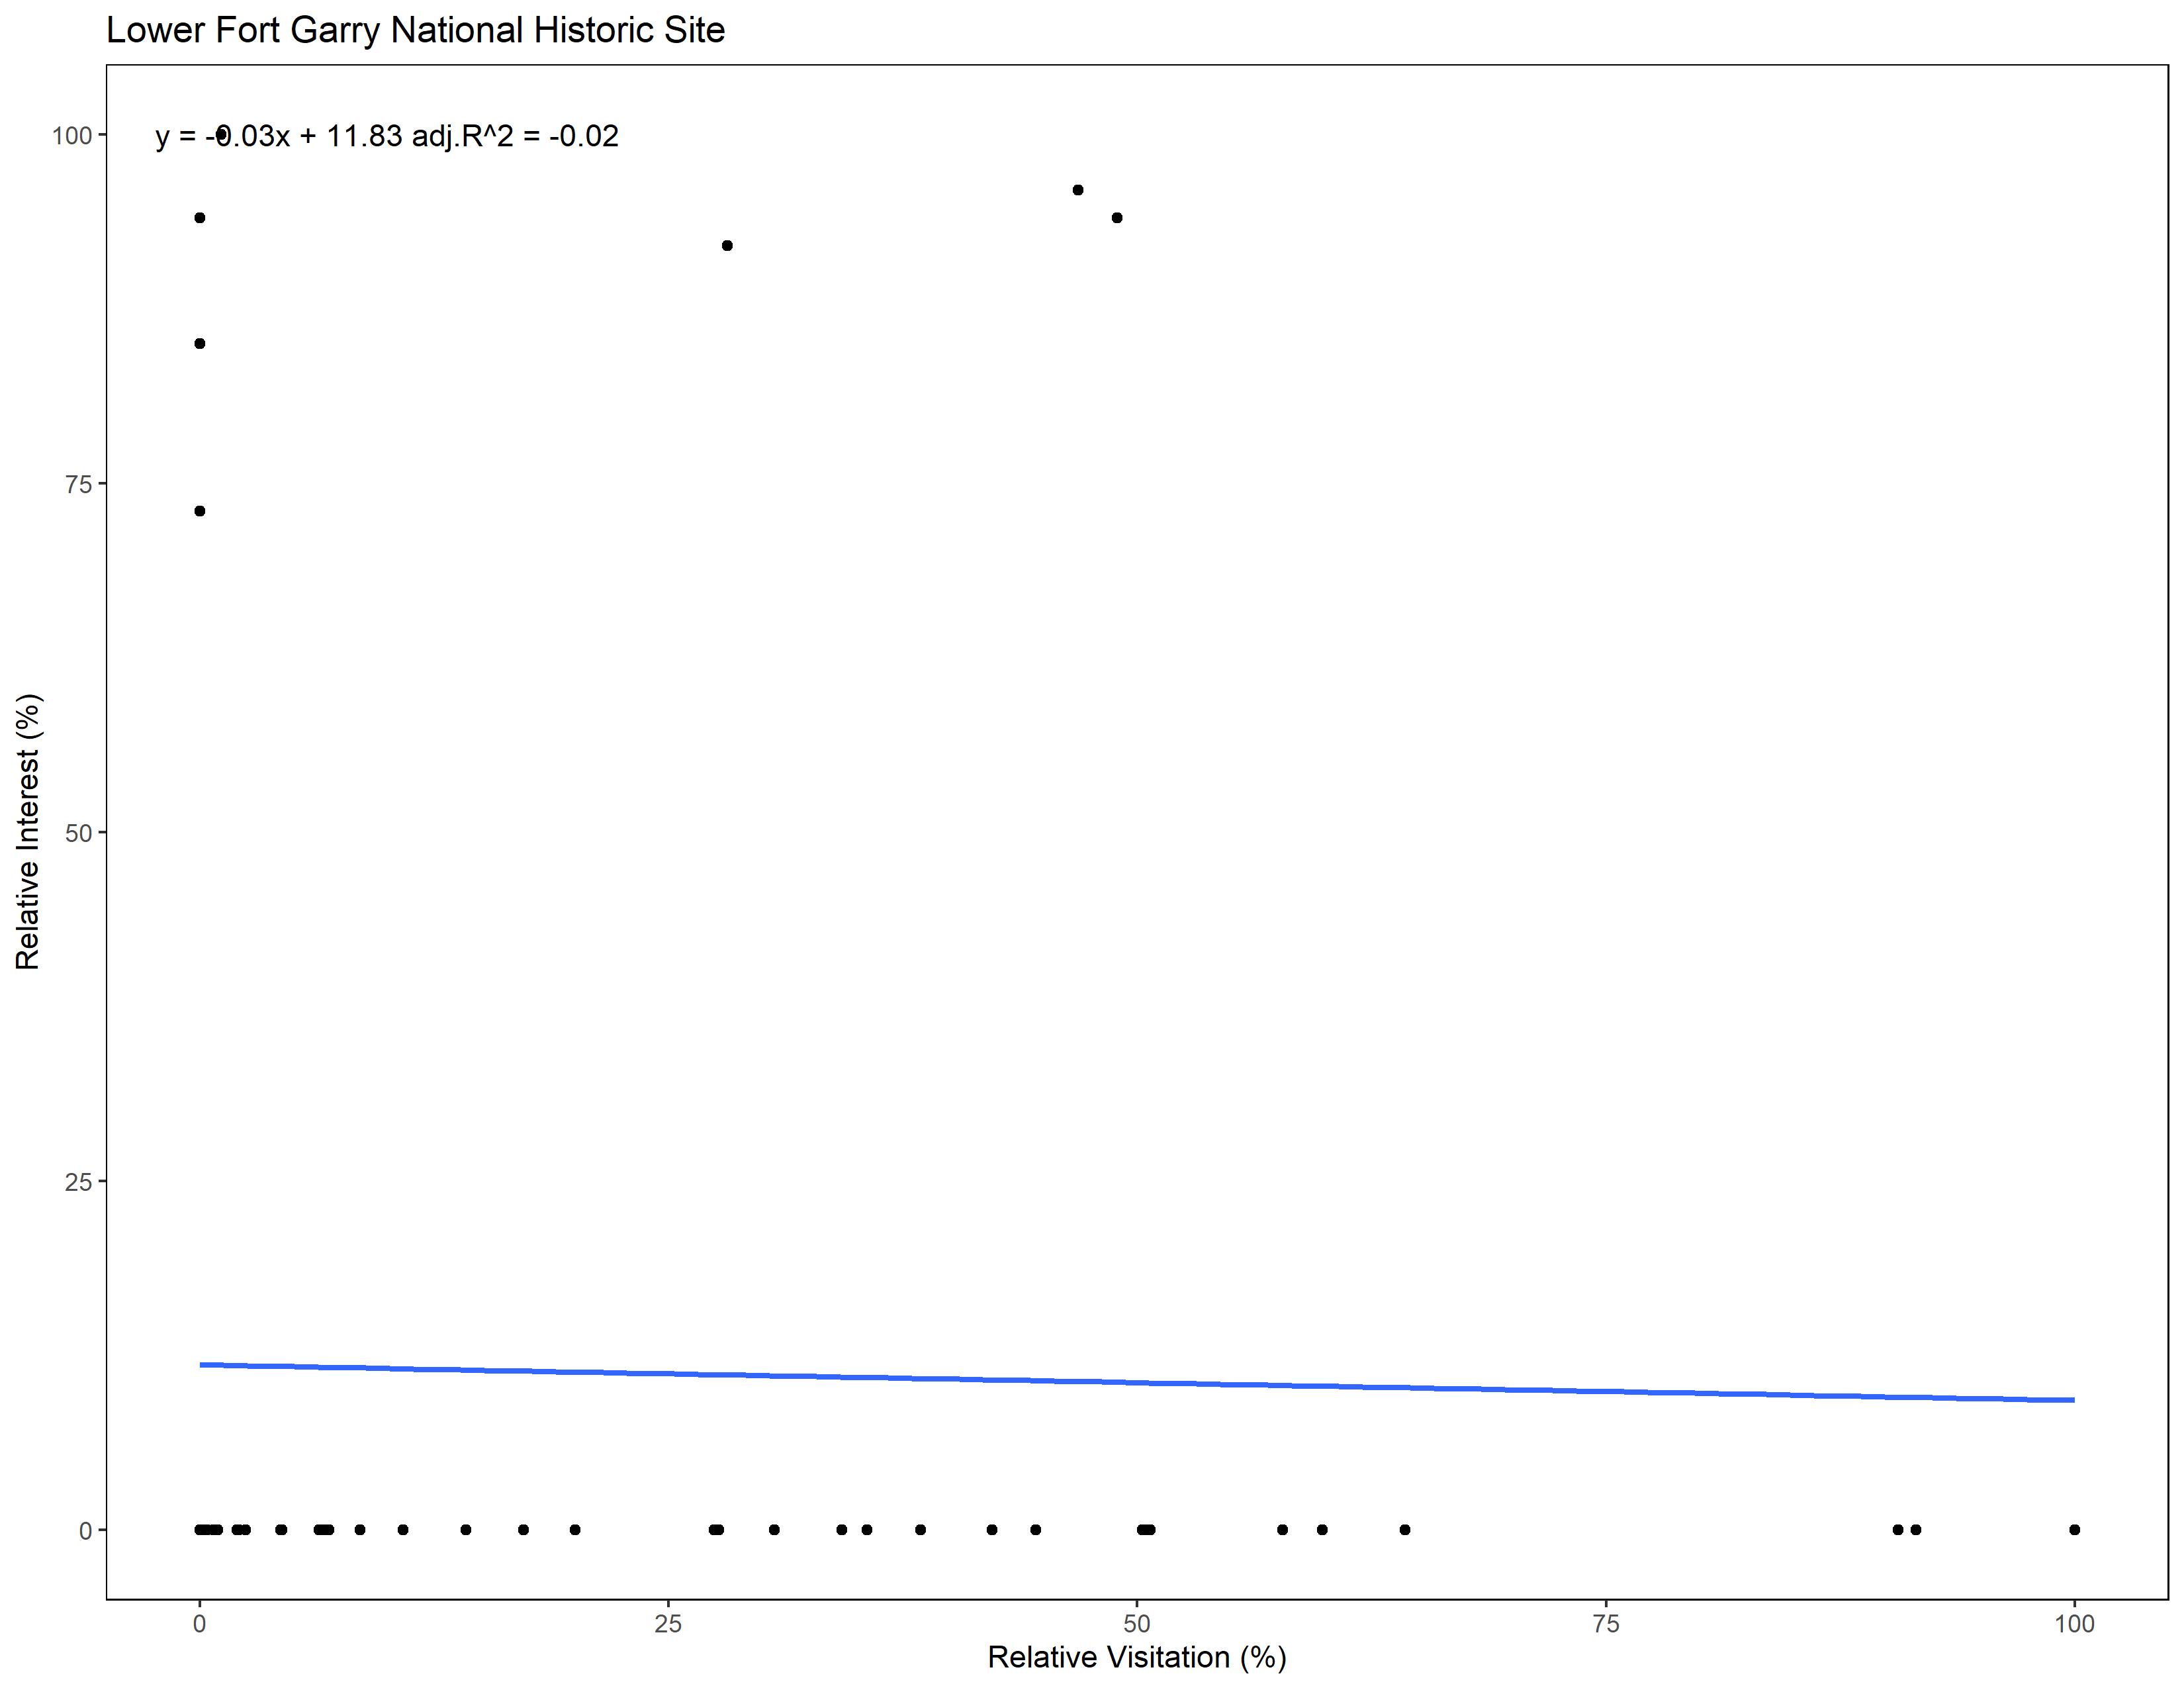 Lower Fort Garry National Historic Site
y = -0.03x + 11.83 adj.R^2 = -0.02
100
75
50
25
0
Relative Interest (%)
0 25 50 75 100
Relative Visitation (%)